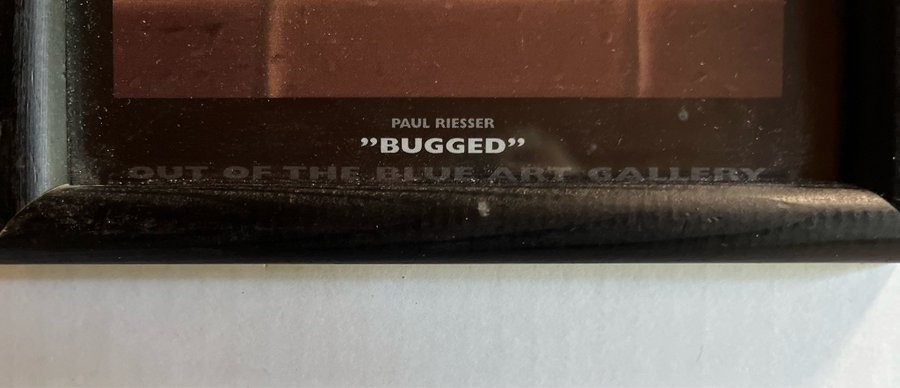 PAUL RIESSER
”BUGGED”
OUT OF THE BLUE ART GALLERY